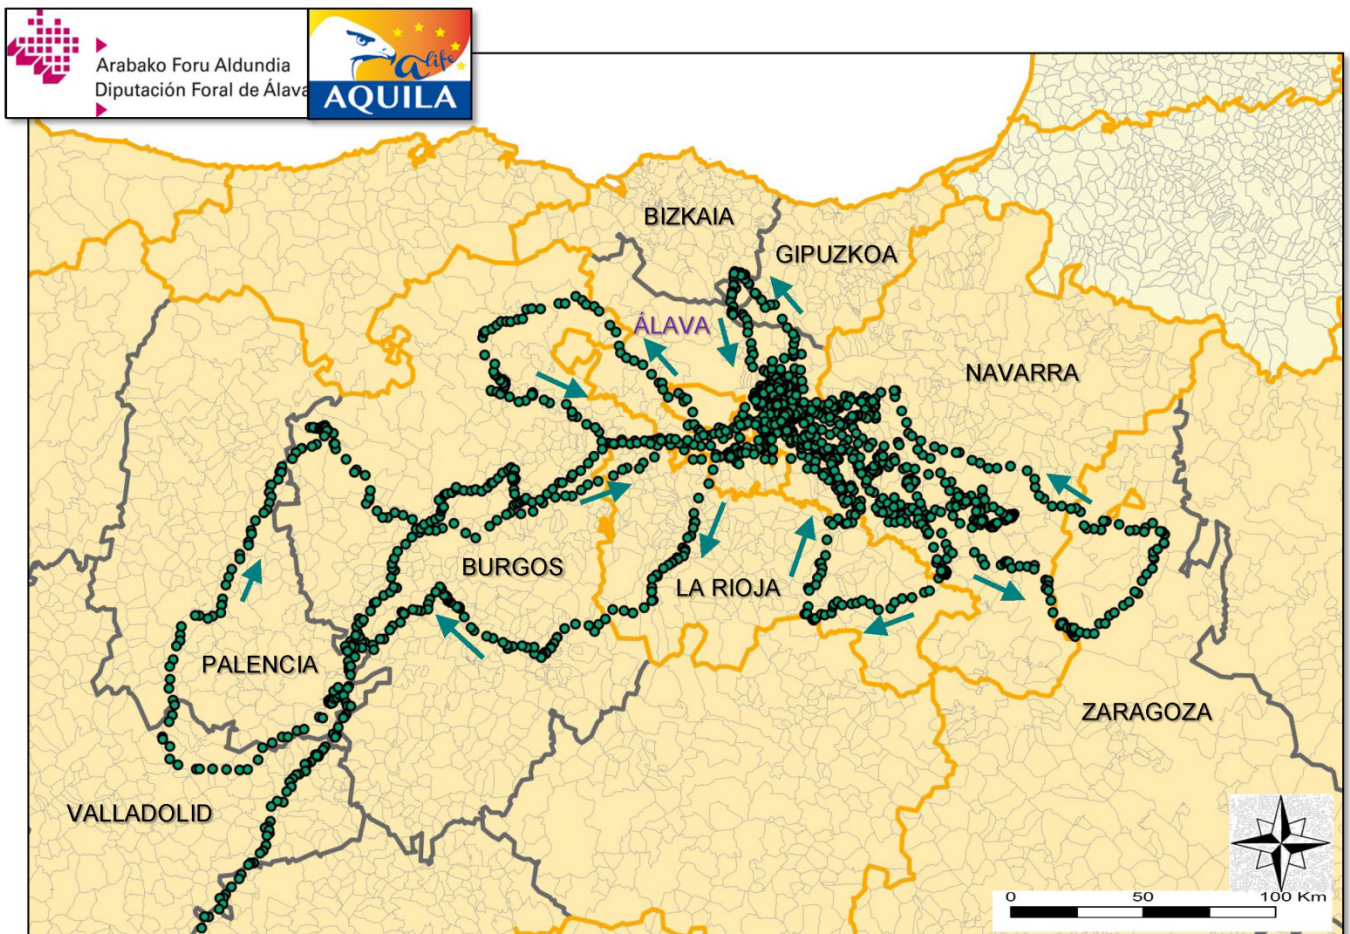 Arabako Foru Aldundia
Diputación Foral de Álava
alife
AQUILA
BIZKAIA
GIPUZKOA
ÁLAVA
NAVARRA
BURGOS
LA RIOJA
PALENCIA
ZARAGOZA
VALLADOLID
0 50 100 Km